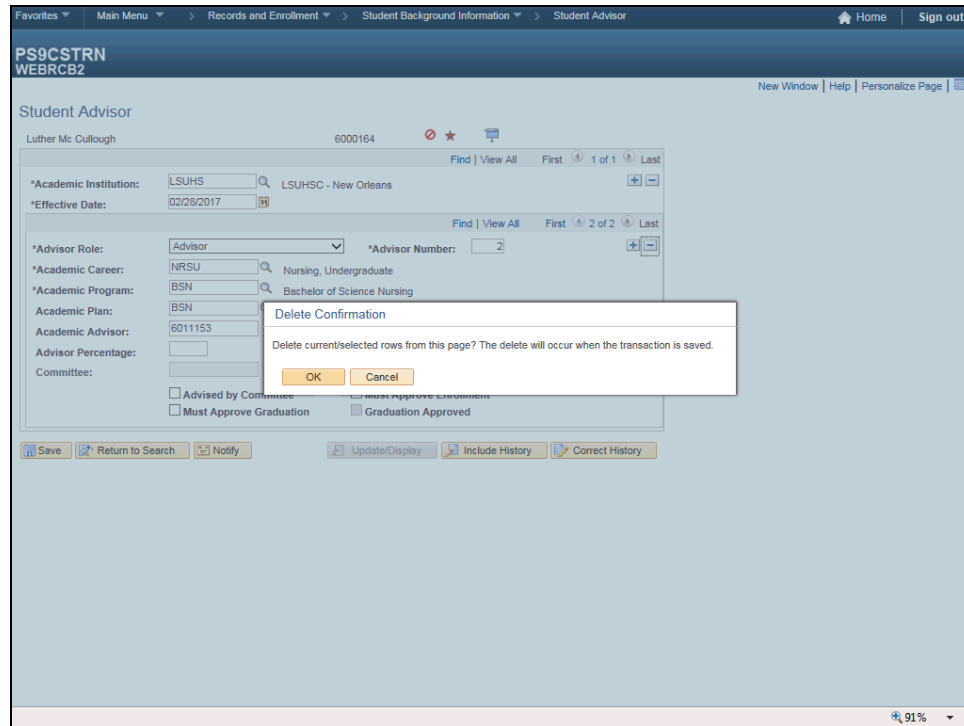 Favorites Main Menu > Records and Enrollment > Student Background Information > Student Advisor Home Sign out
PS9CSTRN
WEBRCB2
New Window | Help | Personalize Page |
Student Advisor
Luther Mc Cullough 6000164
Find | View All First 1 of 1 Last
*Academic Institution: LSUHS LSUHSC - New Orleans
*Effective Date: 02/28/2017
Find | View All First 2 of 2 Last
*Advisor Role: Advisor *Advisor Number: 2
*Academic Career: NRSU Nursing, Undergraduate
*Academic Program: BSN Bachelor of Science Nursing
Academic Plan: BSN
Academic Advisor: 6011153
Advisor Percentage:
Committee:
Delete Confirmation
Delete current/selected rows from this page? The delete will occur when the transaction is saved.
OK Cancel
Advised by Committee Must Approve Enrollment
Must Approve Graduation Graduation Approved
Save Return to Search Notify Update/Display Include History Correct History
91%